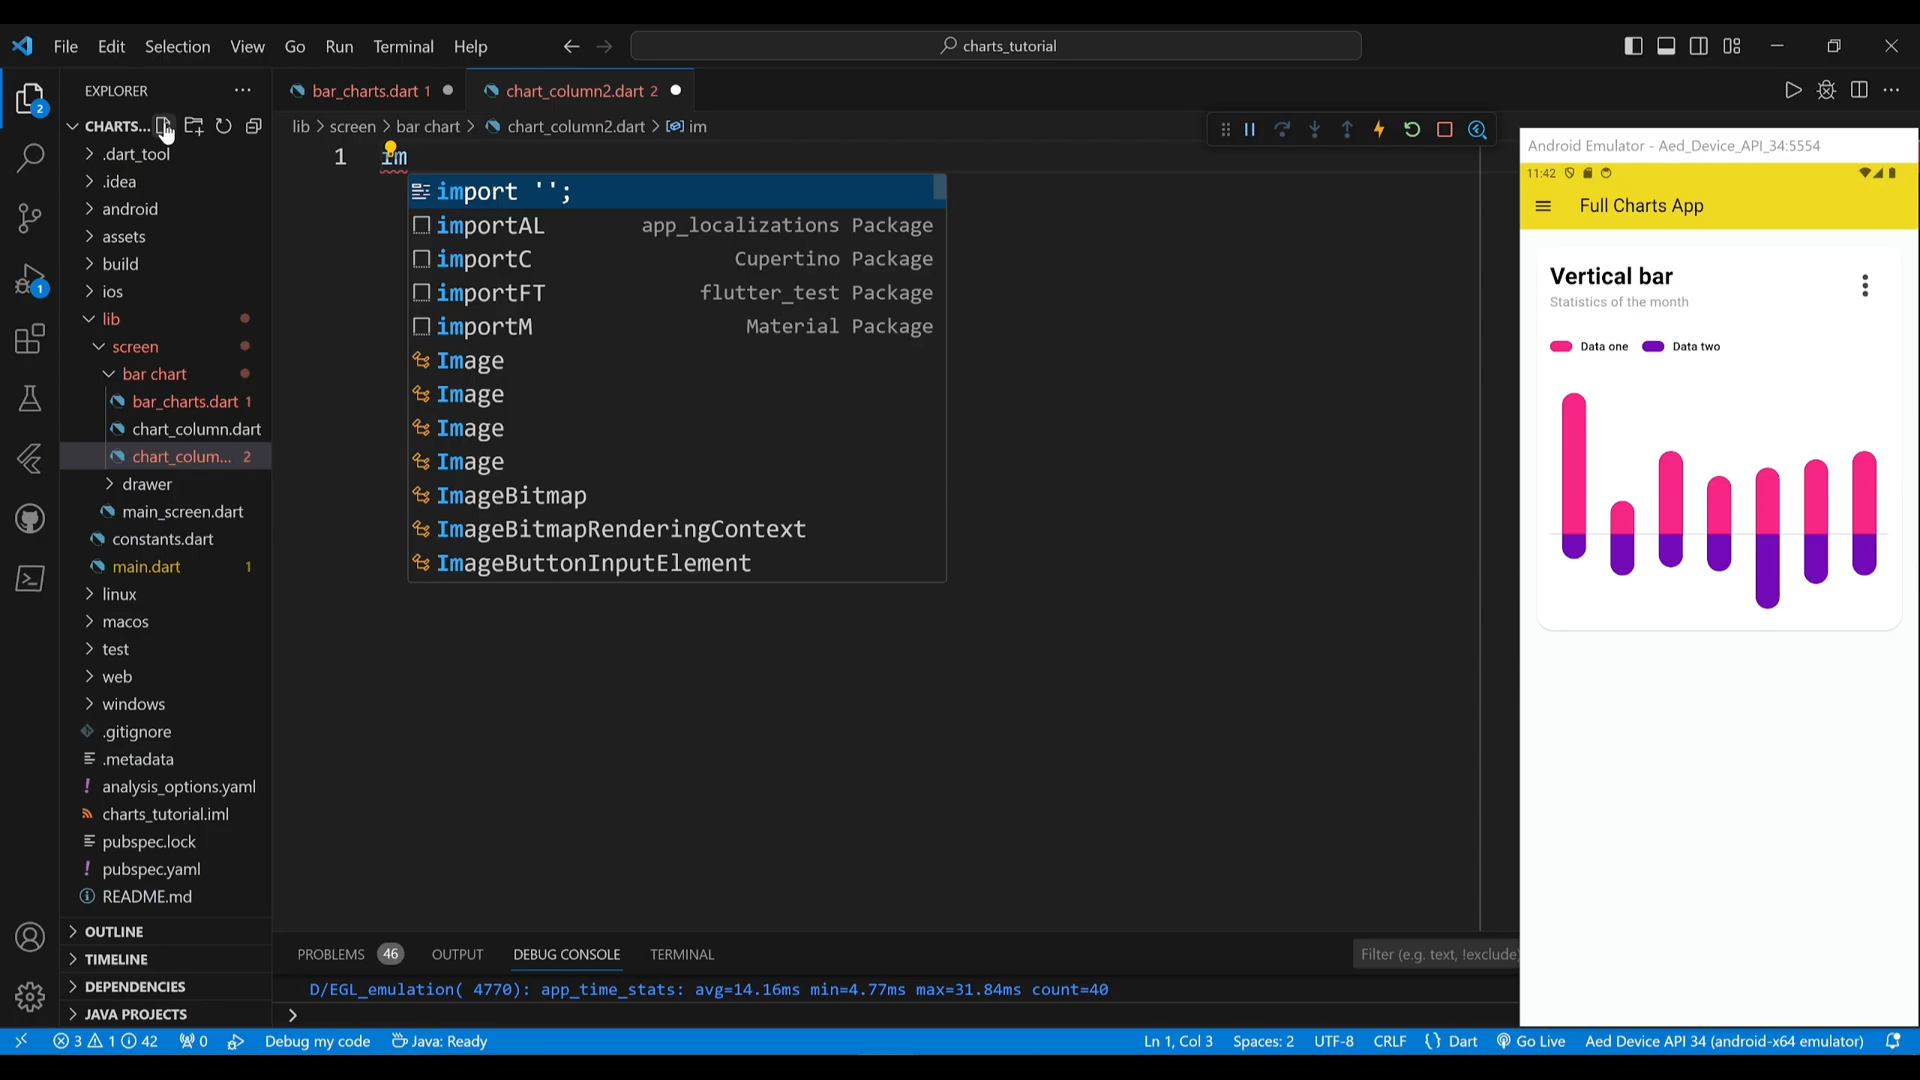 File Edit Selection View Go Run Terminal Help
charts_tutorial
EXPLORER
bar_charts.dart 1
chart_column2.dart 2
CHARTS...
lib > screen > bar chart > chart_column2.dart > im
.dart_tool
.idea
android
assets
build
ios
lib
screen
bar chart
bar_charts.dart 1
chart_column.dart
chart_colum... 2
drawer
main_screen.dart
constants.dart
main.dart 1
linux
macos
test
web
windows
.gitignore
.metadata
analysis_options.yaml
charts_tutorial.iml
pubspec.lock
pubspec.yaml
README.md
OUTLINE
TIMELINE
DEPENDENCIES
JAVA PROJECTS
2
1
1 im
import '';
importAL app_localizations Package
importC Cupertino Package
importFT flutter_test Package
importM Material Package
Image
Image
Image
Image
ImageBitmap
ImageBitmapRenderingContext
ImageButtonInputElement
Android Emulator - Aed_Device_API_34:5554
11:42
Full Charts App
Vertical bar
Statistics of the month
Data one Data two
PROBLEMS 46 OUTPUT DEBUG CONSOLE TERMINAL
Filter (e.g. text, !exclude)
D/EGL_emulation( 4770): app_time_stats: avg=14.16ms min=4.77ms max=31.84ms count=40
3 1 42 0 Debug my code Java: Ready
Ln 1, Col 3 Spaces: 2 UTF-8 CRLF { } Dart Go Live Aed Device API 34 (android-x64 emulator)